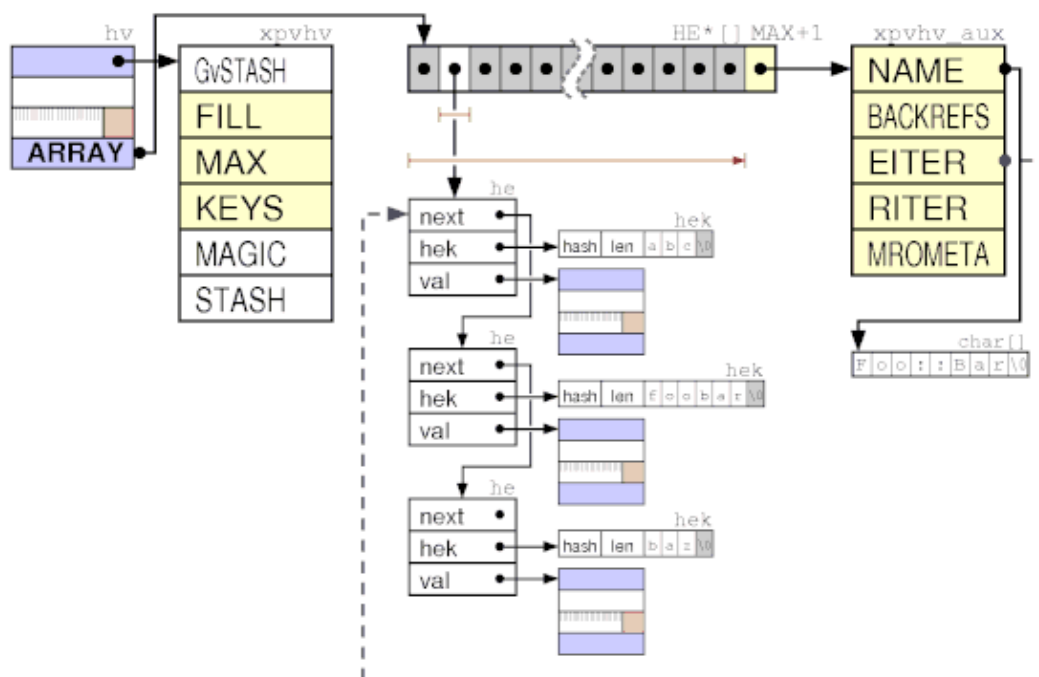 hv
xpvhv
HE*[] MAX+1
xpvhv_aux
GvSTASH
FILL
MAX
KEYS
MAGIC
STASH
ARRAY
NAME
BACKREFS
EITER
RITER
MROMETA
he
next
hek
val
hek
hash len a b c \0
he
next
hek
val
hek
hash len f o o b a r \0
he
next
hek
val
hek
hash len b a z \0
char[]
F o o : : B a r \0